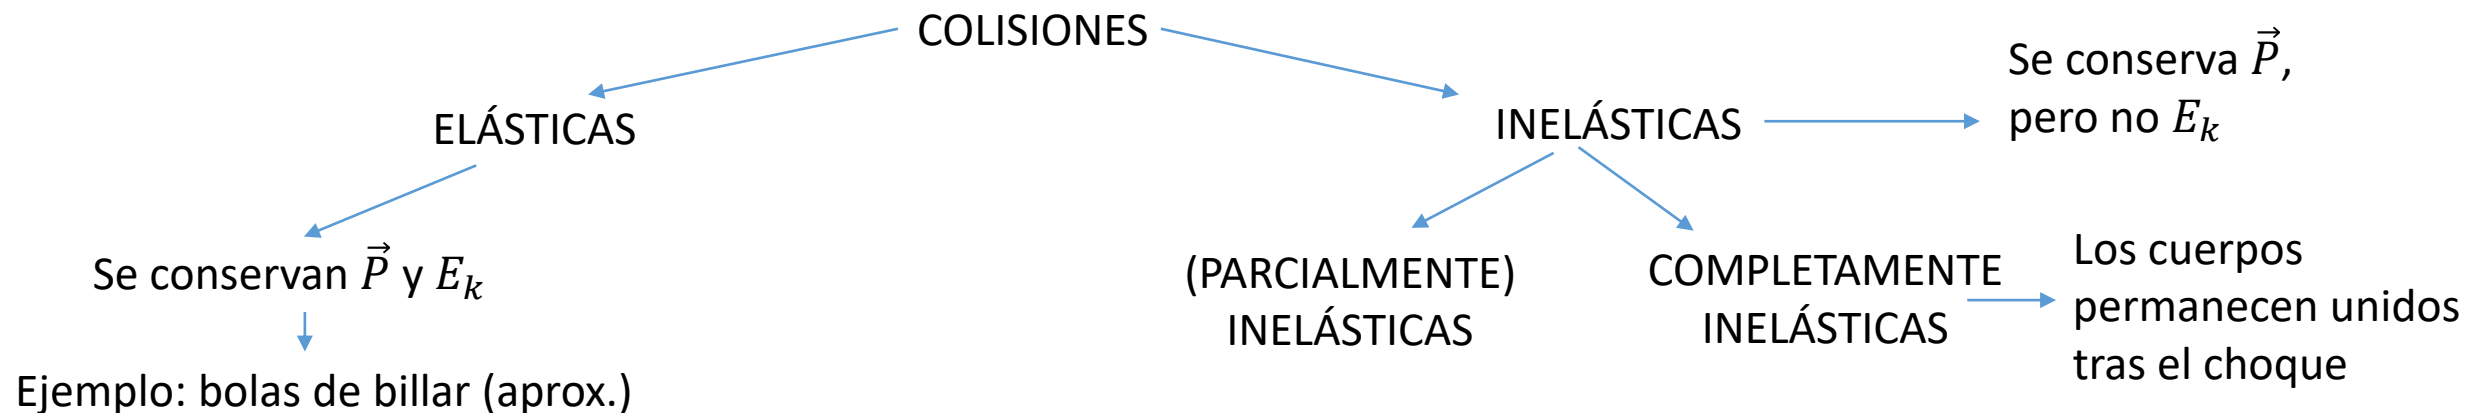 COLISIONES
ELÁSTICAS
Se conservan $\vec{P}$ y $E_k$
Ejemplo: bolas de billar (aprox.)
INELÁSTICAS
Se conserva $\vec{P}$,
pero no $E_k$
(PARCIALMENTE)
INELÁSTICAS
COMPLETAMENTE
INELÁSTICAS
Los cuerpos
permanecen unidos
tras el choque